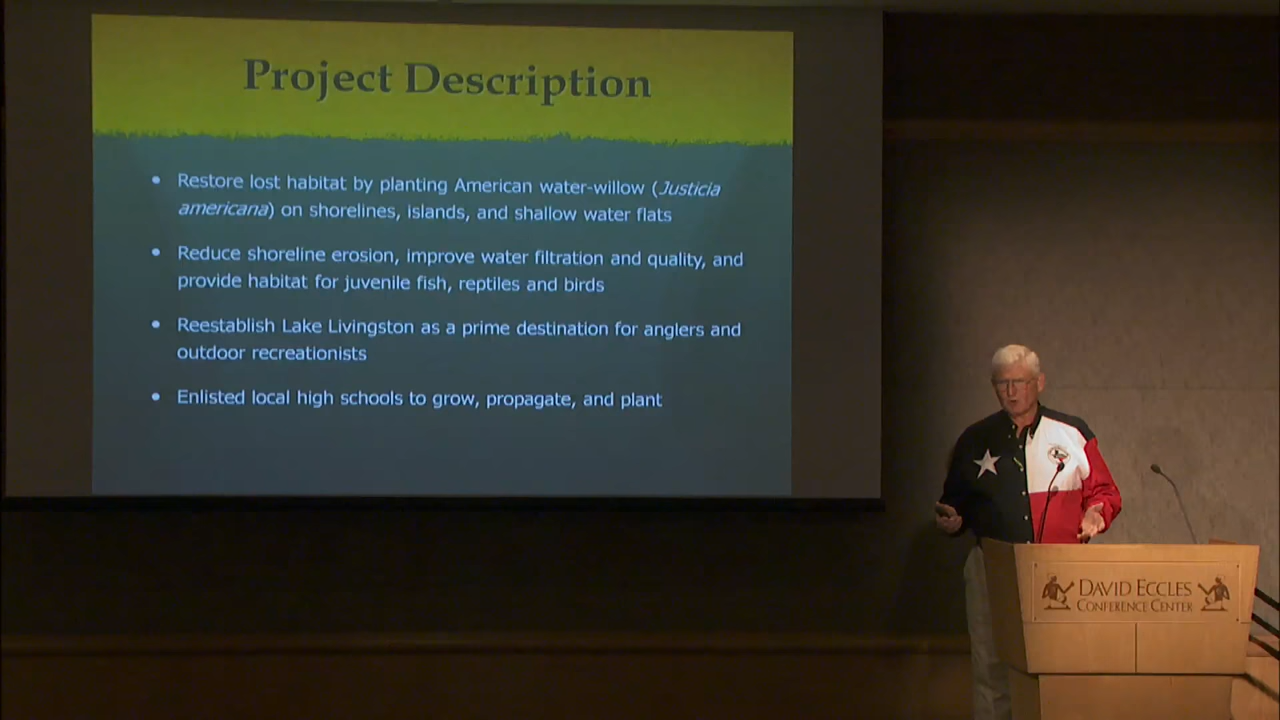 Project Description
• Restore lost habitat by planting American water-willow (Justicia
americana) on shorelines, islands, and shallow water flats
• Reduce shoreline erosion, improve water filtration and quality, and
provide habitat for juvenile fish, reptiles and birds
• Reestablish Lake Livingston as a prime destination for anglers and
outdoor recreationists
• Enlisted local high schools to grow, propagate, and plant
DAVID ECCLES
CONFERENCE CENTER